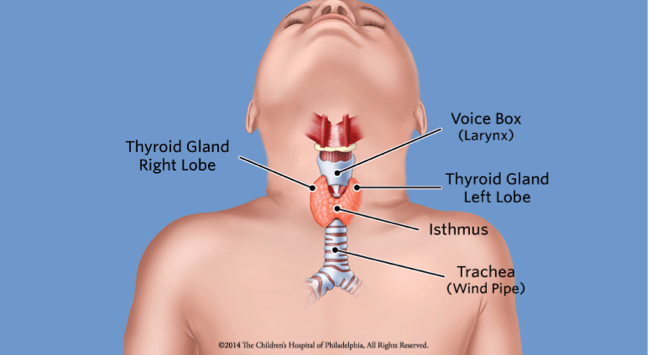 Voice Box
(Larynx)
Thyroid Gland
Right Lobe
Thyroid Gland
Left Lobe
Isthmus
Trachea
(Wind Pipe)
©2014 The Children's Hospital of Philadelphia, All Rights Reserved.